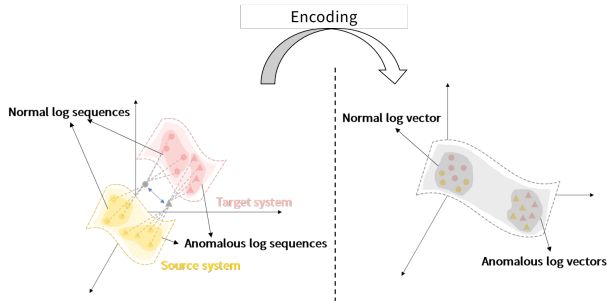 Encoding
Normal log sequences
Target system
Anomalous log sequences
Source system
Normal log vector
Anomalous log vectors